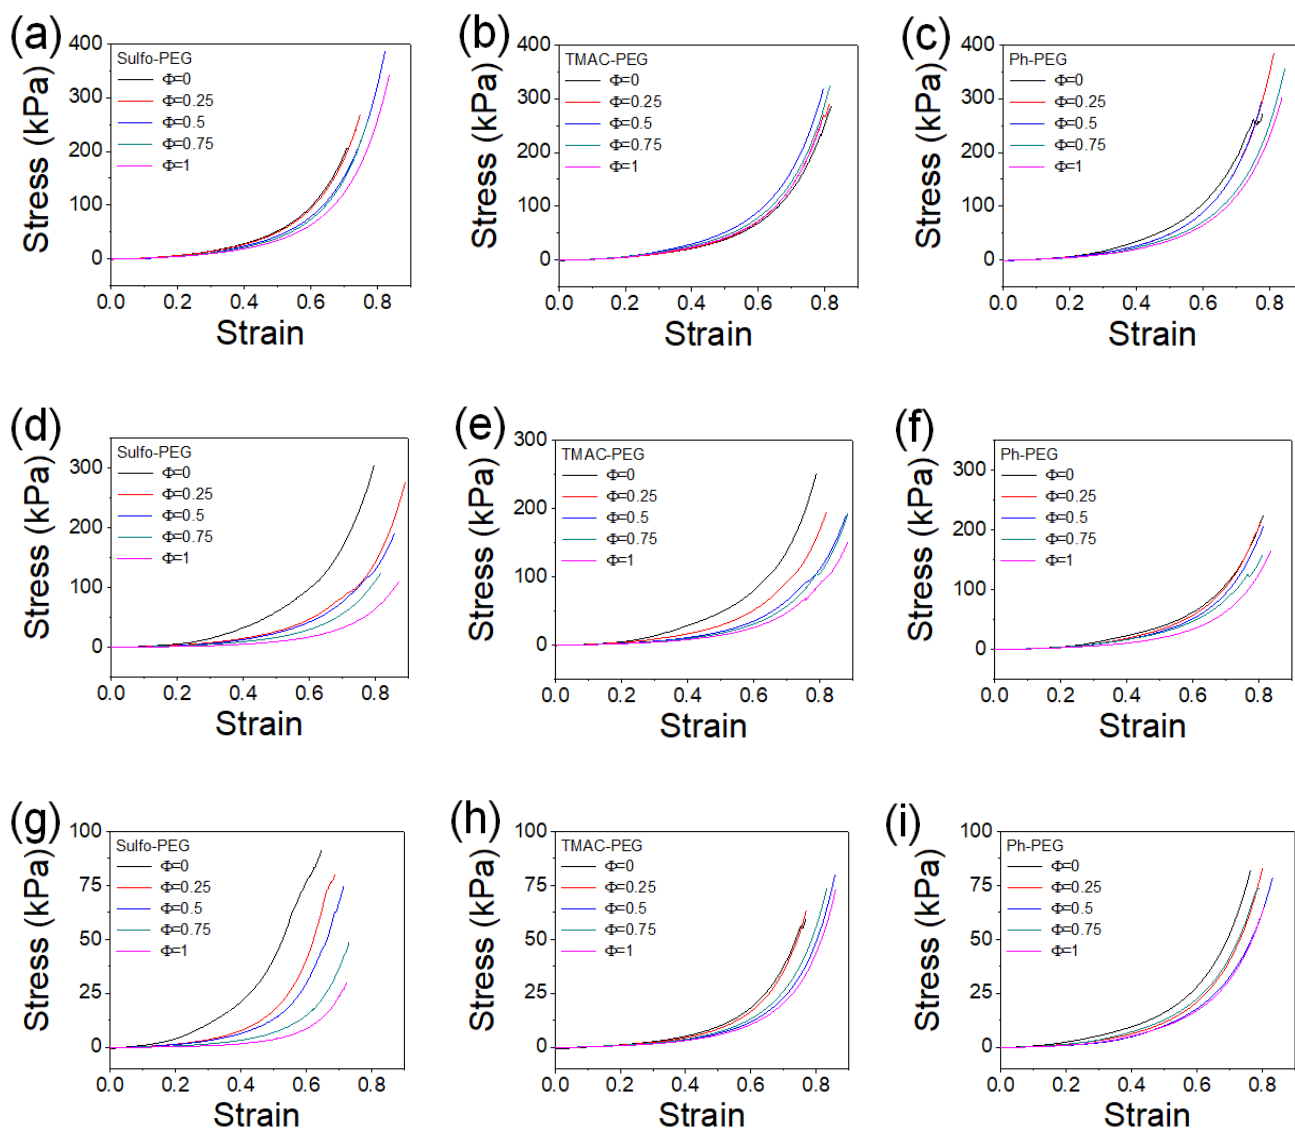 (a)
Sulfo-PEG
Φ=0
Φ=0.25
Φ=0.5
Φ=0.75
Φ=1
400
300
200
100
0
Stress (kPa)
0.0 0.2 0.4 0.6 0.8
Strain
(b)
TMAC-PEG
Φ=0
Φ=0.25
Φ=0.5
Φ=0.75
Φ=1
400
300
200
100
0
Stress (kPa)
0.0 0.2 0.4 0.6 0.8
Strain
(c)
Ph-PEG
Φ=0
Φ=0.25
Φ=0.5
Φ=0.75
Φ=1
400
300
200
100
0
Stress (kPa)
0.0 0.2 0.4 0.6 0.8
Strain
(d)
Sulfo-PEG
Φ=0
Φ=0.25
Φ=0.5
Φ=0.75
Φ=1
300
200
100
0
Stress (kPa)
0.0 0.2 0.4 0.6 0.8
Strain
(e)
TMAC-PEG
Φ=0
Φ=0.25
Φ=0.5
Φ=0.75
Φ=1
300
200
100
0
Stress (kPa)
0.0 0.2 0.4 0.6 0.8
Strain
(f)
Ph-PEG
Φ=0
Φ=0.25
Φ=0.5
Φ=0.75
Φ=1
300
200
100
0
Stress (kPa)
0.0 0.2 0.4 0.6 0.8
Strain
(g)
Sulfo-PEG
Φ=0
Φ=0.25
Φ=0.5
Φ=0.75
Φ=1
100
75
50
25
0
Stress (kPa)
0.0 0.2 0.4 0.6 0.8
Strain
(h)
TMAC-PEG
Φ=0
Φ=0.25
Φ=0.5
Φ=0.75
Φ=1
100
75
50
25
0
Stress (kPa)
0.0 0.2 0.4 0.6 0.8
Strain
(i)
Ph-PEG
Φ=0
Φ=0.25
Φ=0.5
Φ=0.75
Φ=1
100
75
50
25
0
Stress (kPa)
0.0 0.2 0.4 0.6 0.8
Strain